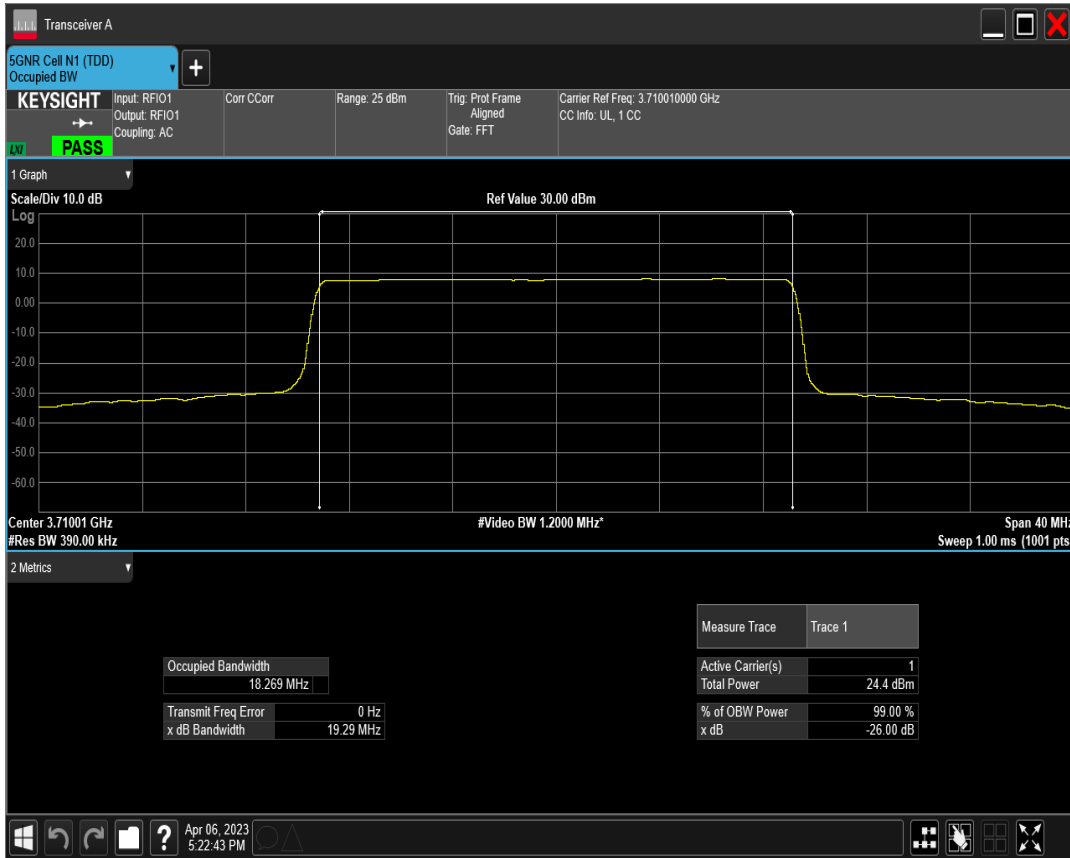 Transceiver A
5GNR Cell N1 (TDD)
Occupied BW
+
KEYSIGHT
LXI
PASS
Input: RFIO1
Output: RFIO1
Coupling: AC
Corr CCorr
Range: 25 dBm
Trig: Prot Frame
Aligned
Gate: FFT
Carrier Ref Freq: 3.710010000 GHz
CC Info: UL, 1 CC
1 Graph
Scale/Div 10.0 dB
Ref Value 30.00 dBm
Log
20.0
10.0
0.00
-10.0
-20.0
-30.0
-40.0
-50.0
-60.0
Center 3.71001 GHz
#Video BW 1.2000 MHz*
Span 40 MHz
#Res BW 390.00 kHz
Sweep 1.00 ms (1001 pts
2 Metrics
Measure Trace Trace 1
Occupied Bandwidth
18.269 MHz
Active Carrier(s) 1
Total Power 24.4 dBm
Transmit Freq Error 0 Hz
x dB Bandwidth 19.29 MHz
% of OBW Power 99.00 %
x dB -26.00 dB
?
Apr 06, 2023
5:22:43 PM